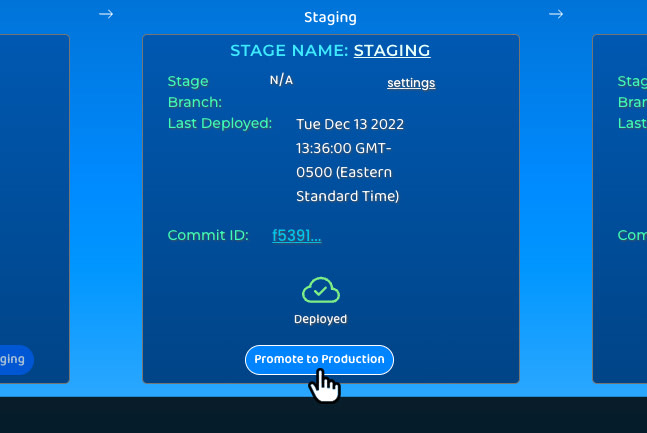 Staging
STAGE NAME: STAGING
Stage Branch: N/A settings
Last Deployed: Tue Dec 13 2022
13:36:00 GMT-
0500 (Eastern
Standard Time)
Commit ID: f5391...
Deployed
Promote to Production
ging
Stag
Bran
Last
Com